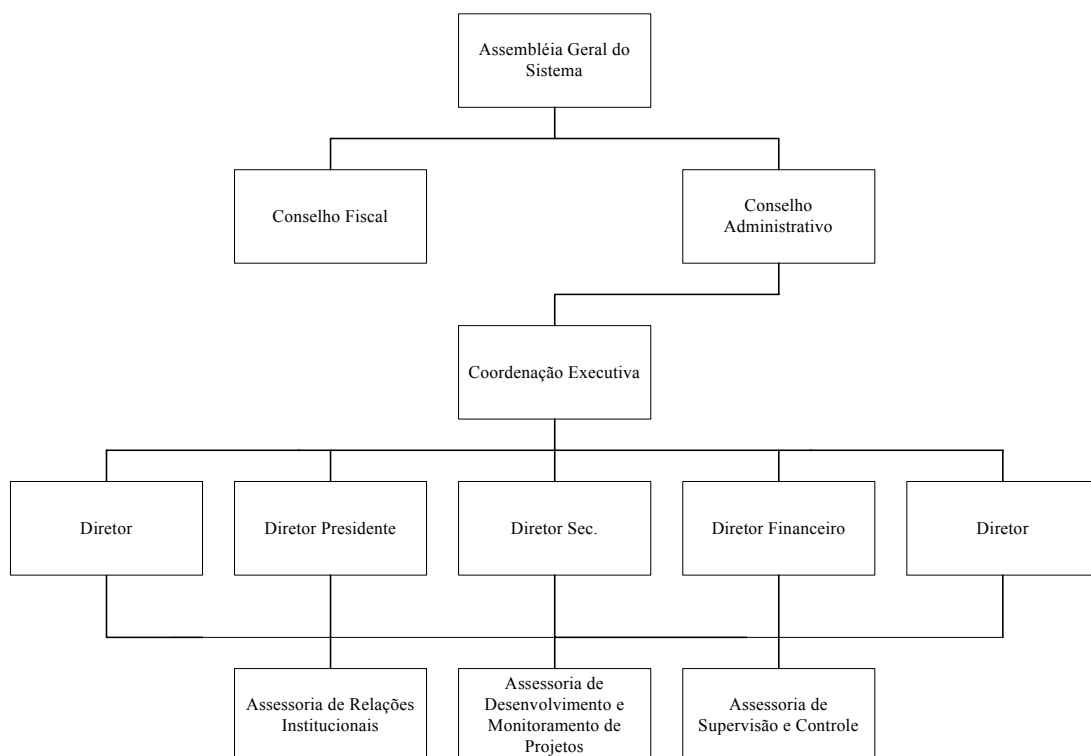 Assembléia Geral do
Sistema
Conselho Fiscal
Conselho
Administrativo
Coordenação Executiva
Diretor
Diretor Presidente
Diretor Sec.
Diretor Financeiro
Diretor
Assessoria de Relações
Institucionais
Assessoria de
Desenvolvimento e
Monitoramento de
Projetos
Assessoria de
Supervisão e Controle